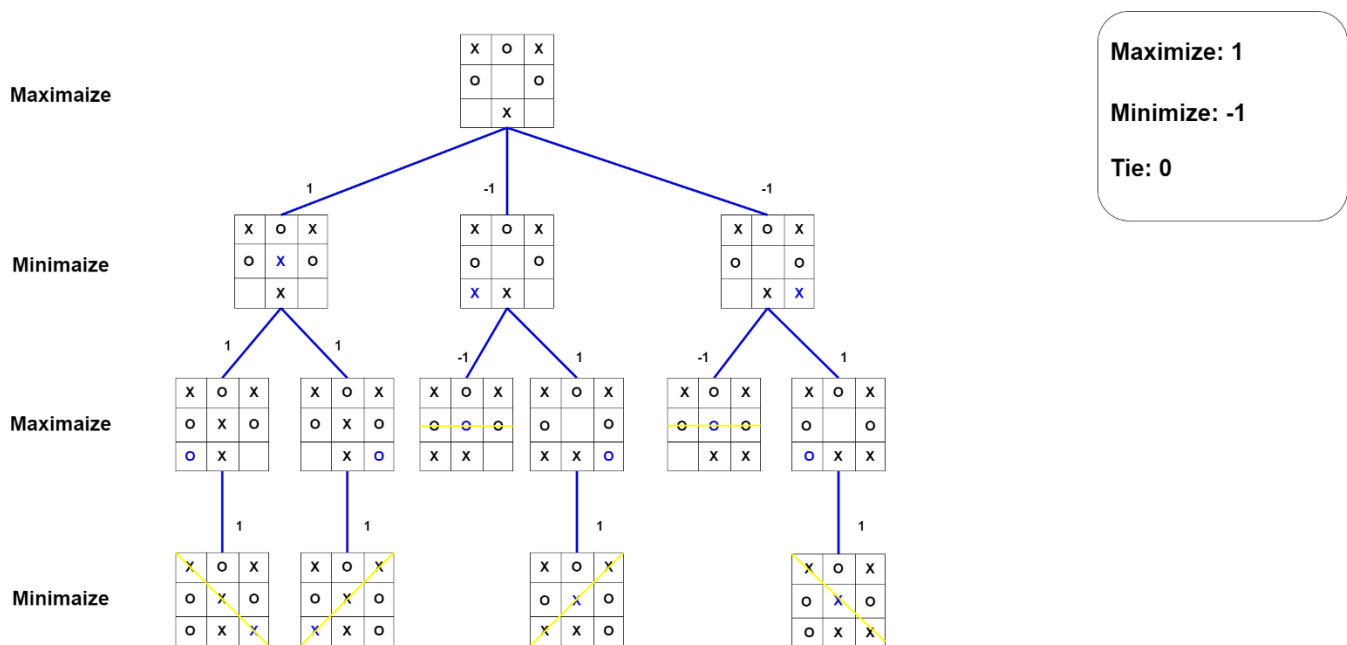 X O X
Maximize: 1
O O
Maximaize
Minimize: -1
X
Tie: 0
1 -1 -1
X O X X O X X O X
Minimaize
O X O O O O O
X X X X X
1 1 -1 1 -1 1
X O X X O X X O X X O X X O X X O X
Maximaize
O X O O X O O O O O O O O O O O
O X X O X X X X O X X O X X
1 1 1 1
X O X X O X X O X X O X
Minimaize
O X O O X O O X O O X O
O X X X X O X X O O X X